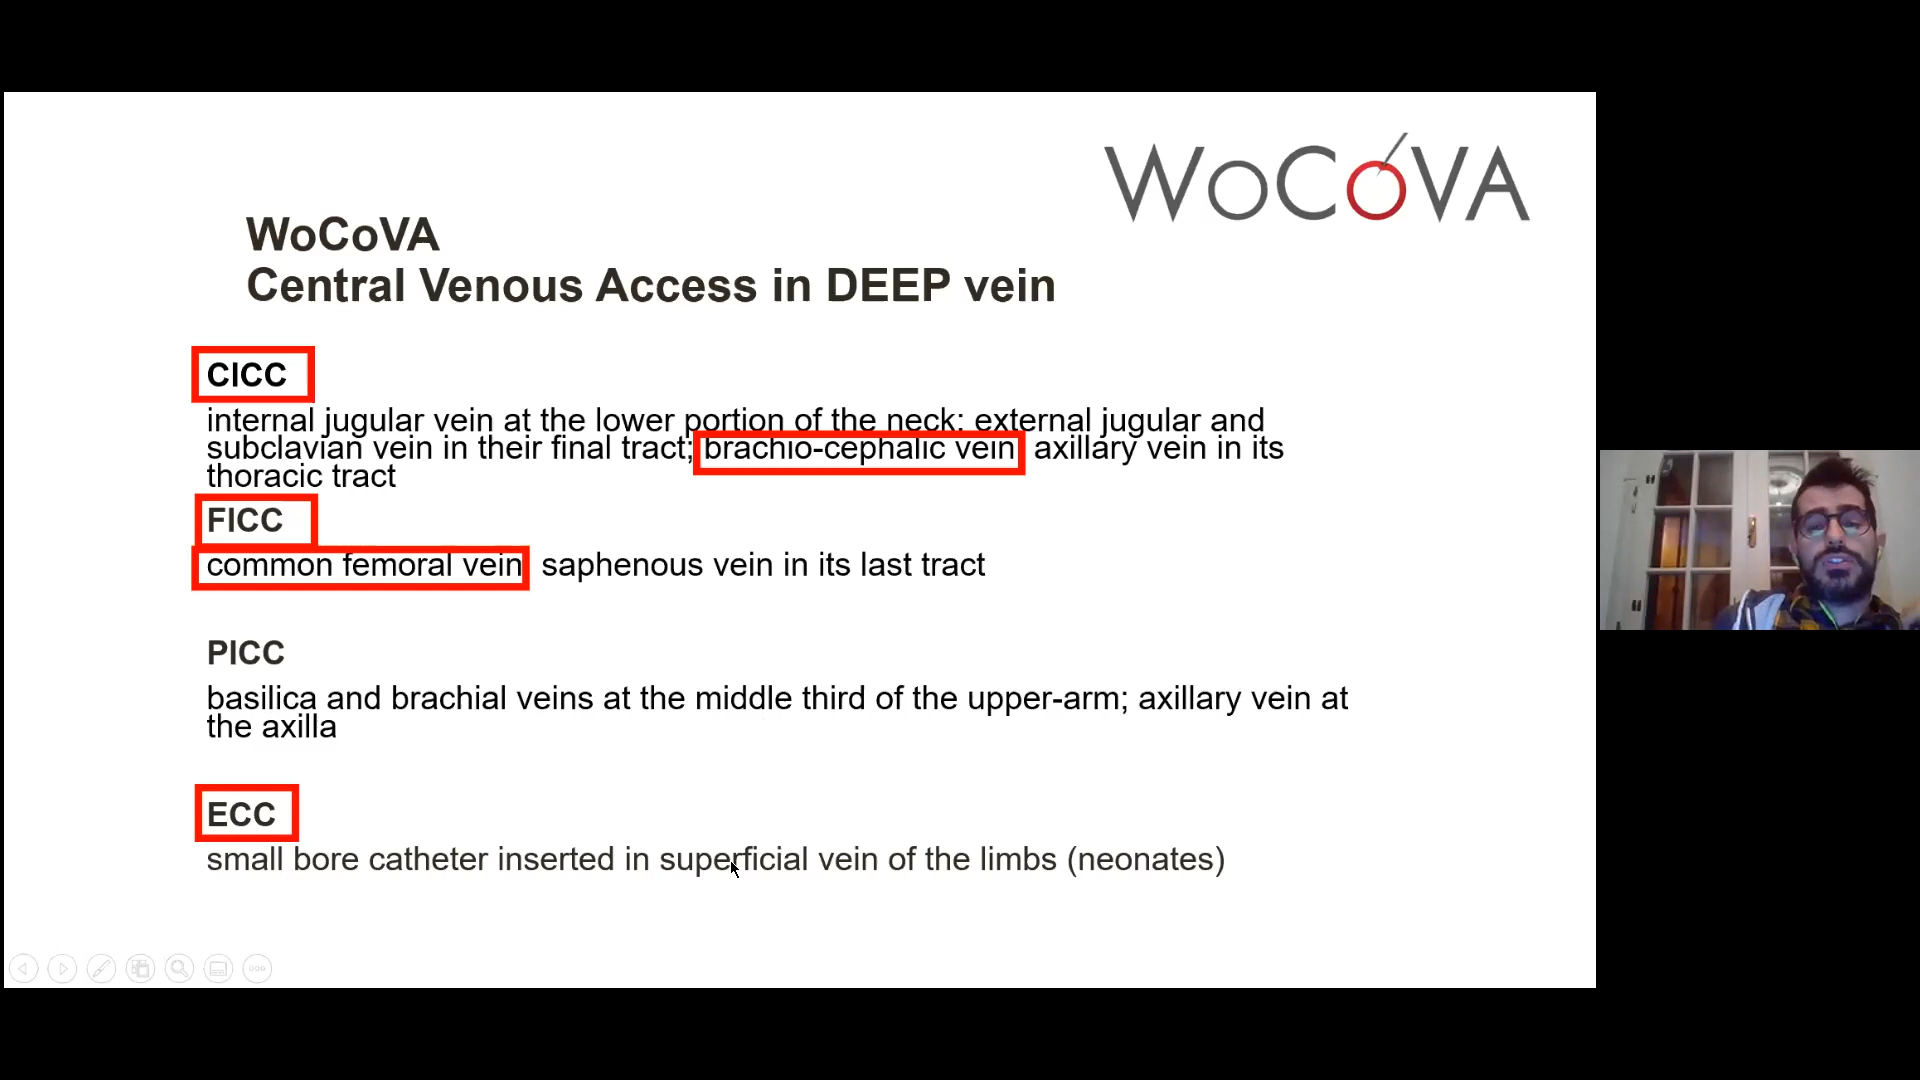 WoCoVA
WoCoVA
Central Venous Access in DEEP vein
CICC
internal jugular vein at the lower portion of the neck; external jugular and
subclavian vein in their final tract; brachio-cephalic vein axillary vein in its
thoracic tract
FICC
common femoral vein saphenous vein in its last tract
PICC
basilica and brachial veins at the middle third of the upper-arm; axillary vein at
the axilla
ECC
small bore catheter inserted in superficial vein of the limbs (neonates)